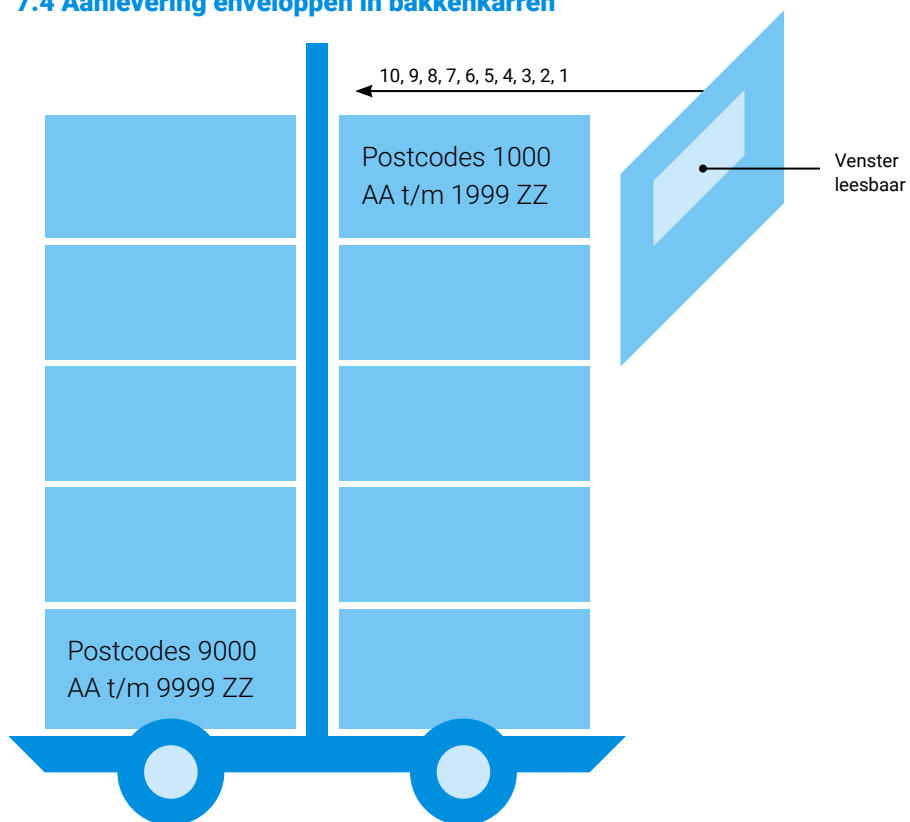 7.4 Aanlevering enveloppen in bakkenkarren
10, 9, 8, 7, 6, 5, 4, 3, 2, 1
Postcodes 1000
AA t/m 1999 ZZ
Venster
leesbaar
Postcodes 9000
AA t/m 9999 ZZ